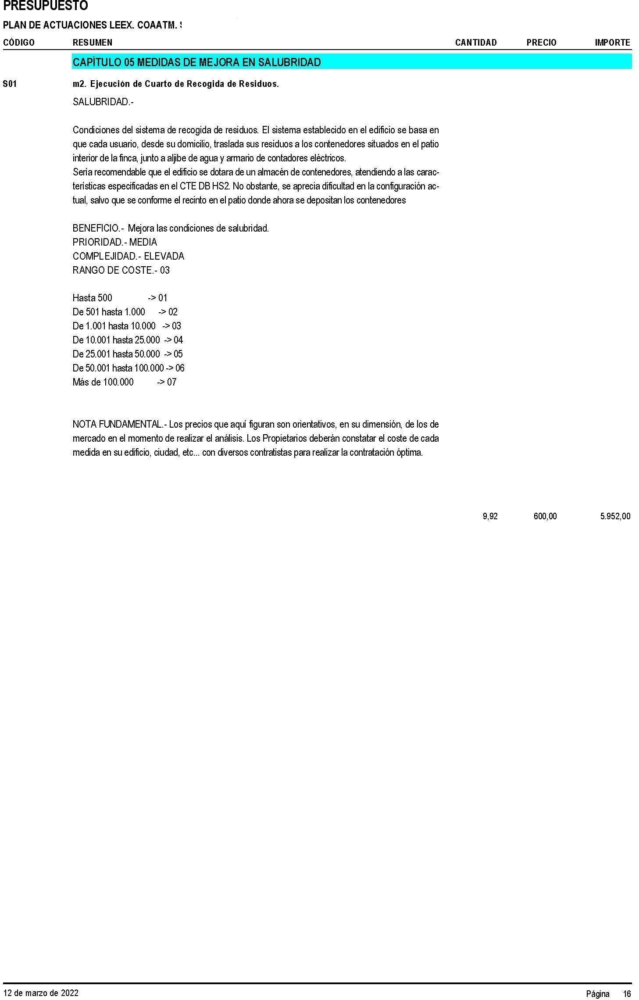 PRESUPUESTO
PLAN DE ACTUACIONES LEEX. COAATM.
CÓDIGO RESUMEN CANTIDAD PRECIO IMPORTE
CAPÍTULO 05 MEDIDAS DE MEJORA EN SALUBRIDAD
S01 m2. Ejecución de Cuarto de Recogida de Residuos.
SALUBRIDAD.-
Condiciones del sistema de recogida de residuos. El sistema establecido en el edificio se basa en
que cada usuario, desde su domicilio, traslada sus residuos a los contenedores situados en el patio
interior de la finca, junto a aljibe de agua y armario de contadores eléctricos.
Sería recomendable que el edificio se dotara de un almacén de contenedores, atendiendo a las carac-
terísticas especificadas en el CTE DB HS2. No obstante, se aprecia dificultad en la configuración ac-
tual, salvo que se conforme el recinto en el patio donde ahora se depositan los contenedores
BENEFICIO.- Mejora las condiciones de salubridad.
PRIORIDAD.- MEDIA
COMPLEJIDAD.- ELEVADA
RANGO DE COSTE.- 03
Hasta 500 -> 01
De 501 hasta 1.000 -> 02
De 1.001 hasta 10.000 -> 03
De 10.001 hasta 25.000 -> 04
De 25.001 hasta 50.000 -> 05
De 50.001 hasta 100.000 -> 06
Más de 100.000 -> 07
NOTA FUNDAMENTAL.- Los precios que aquí figuran son orientativos, en su dimensión, de los de
mercado en el momento de realizar el análisis. Los Propietarios deberán constatar el coste de cada
medida en su edificio, ciudad, etc... con diversos contratistas para realizar la contratación óptima.
9,92 600,00 5.952,00
12 de marzo de 2022 Página 16